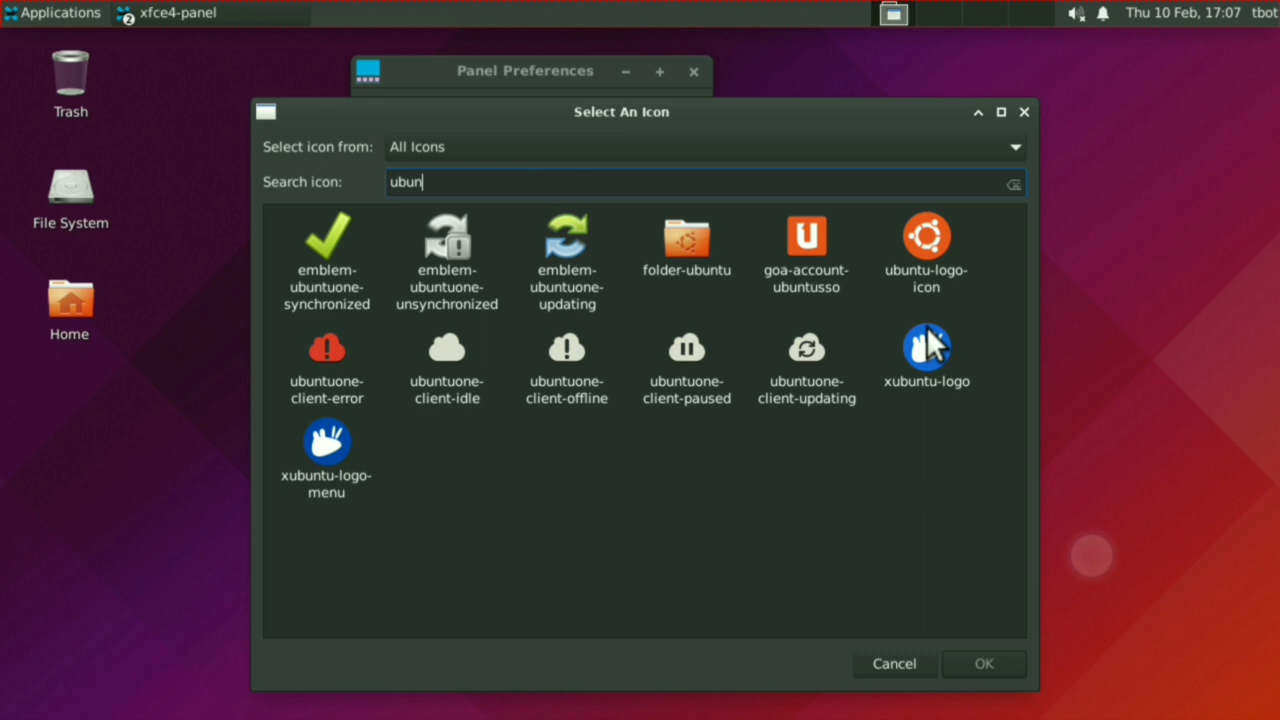 Applications
2
xfce4-panel
Thu 10 Feb, 17:07
tbot
Trash
File System
Home
Panel Preferences
Select An Icon
Select icon from:
All Icons
Search icon:
ubun
emblem-
ubuntuone-
synchronized
emblem-
ubuntuone-
unsynchronized
emblem-
ubuntuone-
updating
folder-ubuntu
goa-account-
ubuntusso
ubuntu-logo-
icon
ubuntuone-
client-error
ubuntuone-
client-idle
ubuntuone-
client-offline
ubuntuone-
client-paused
ubuntuone-
client-updating
xubuntu-logo
xubuntu-logo-
menu
Cancel
OK